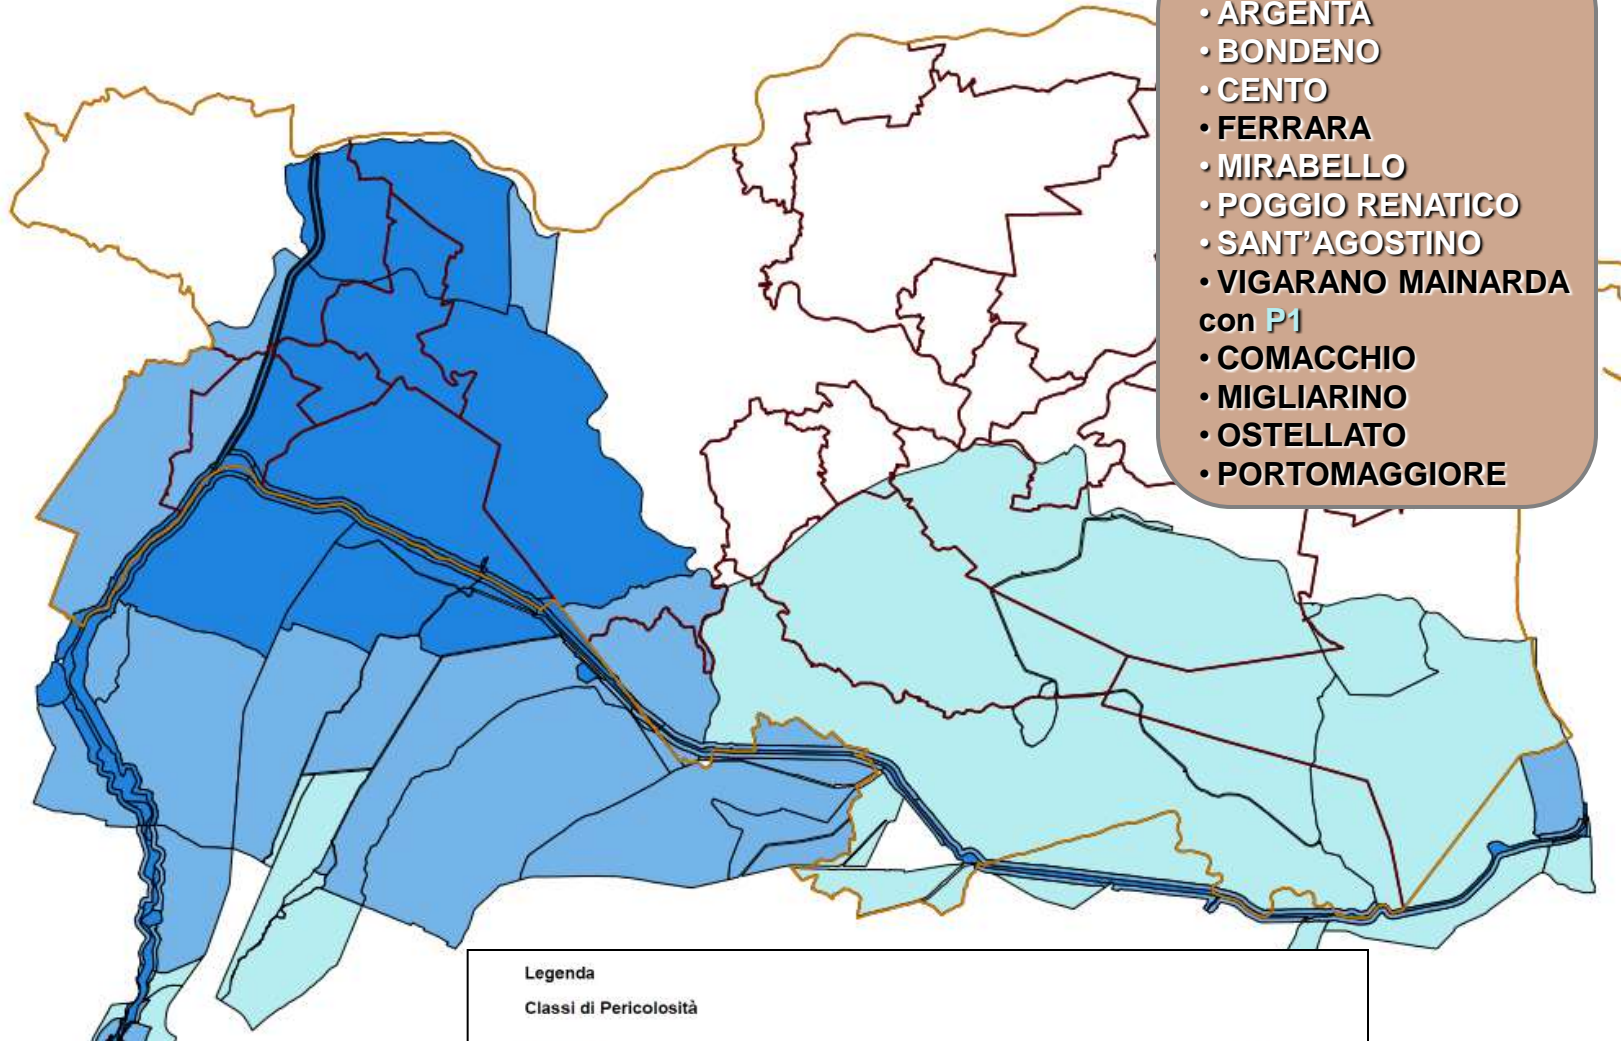 • ARGENTA
• BONDENO
• CENTO
• FERRARA
• MIRABELLO
• POGGIO RENATICO
• SANT’AGOSTINO
• VIGARANO MAINARDA
con P1
• COMACCHIO
• MIGLIARINO
• OSTELLATO
• PORTOMAGGIORE
Legenda
Classi di Pericolosità